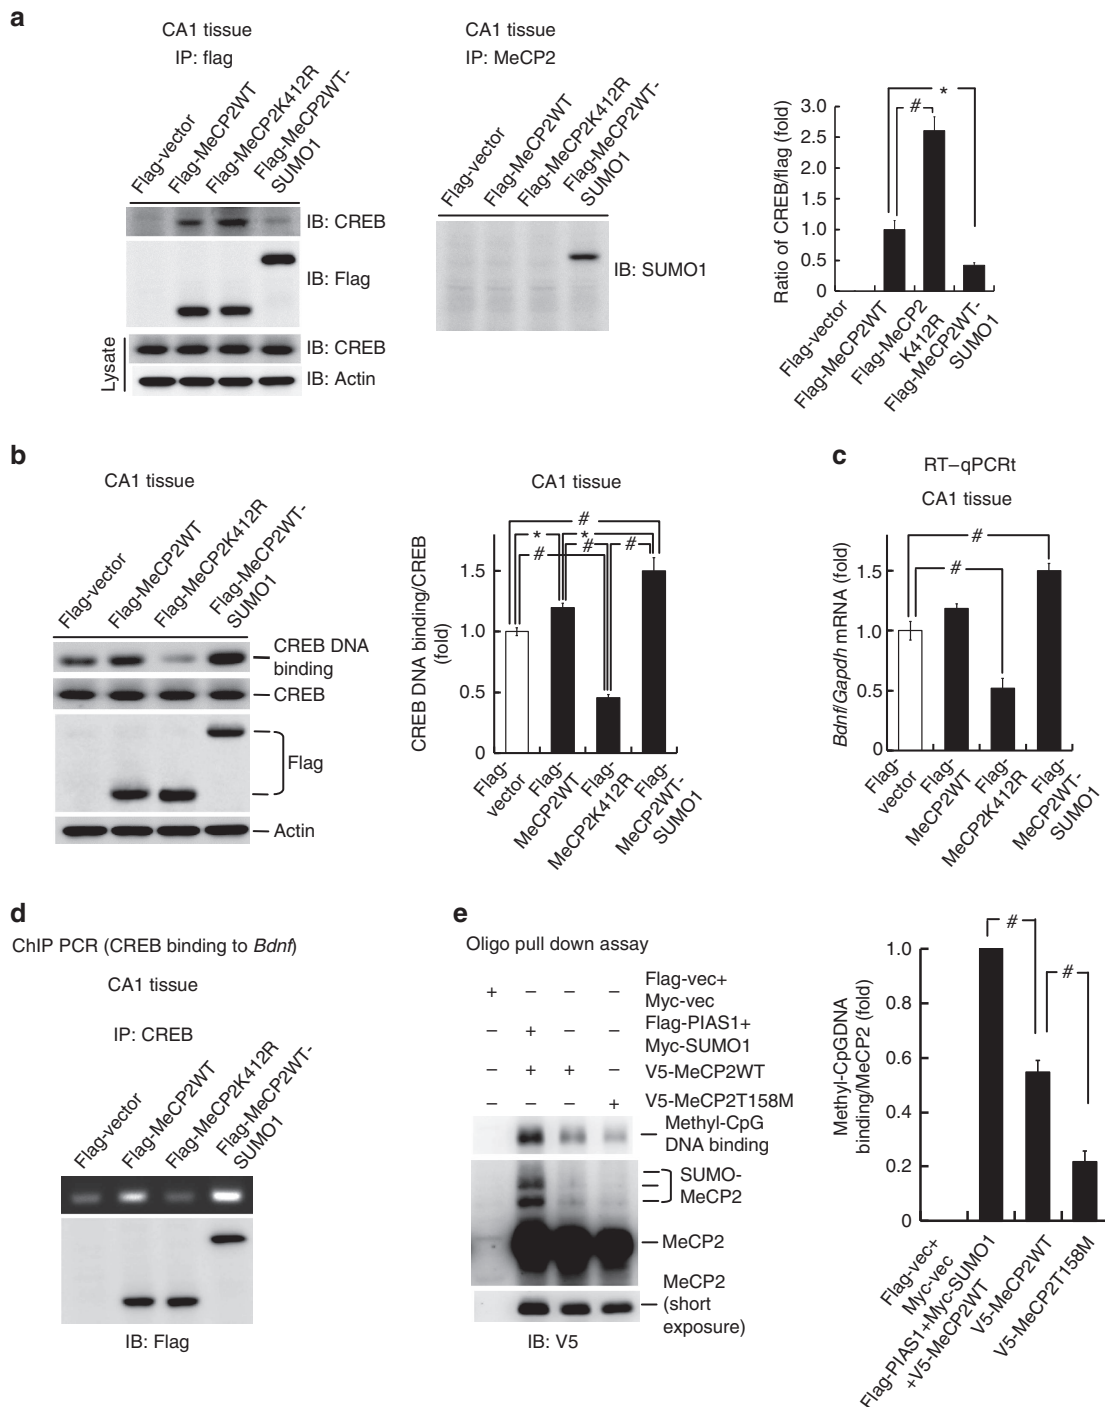 a
CA1 tissue
IP: flag
Flag-vector
Flag-MeCP2WT
Flag-MeCP2K412R
Flag-MeCP2WT-
SUMO1
IB: CREB
IB: Flag
Lysate
IB: CREB
IB: Actin
CA1 tissue
IP: MeCP2
Flag-vector
Flag-MeCP2WT
Flag-MeCP2K412R
Flag-MeCP2WT-
SUMO1
IB: SUMO1
Ratio of CREB/flag (fold)
3.0
2.5
2.0
1.5
1.0
0.5
0
*
#
Flag-vector
Flag-MeCP2WT
Flag-MeCP2
K412R
Flag-MeCP2WT-
SUMO1
b
CA1 tissue
Flag-vector
Flag-MeCP2WT
Flag-MeCP2K412R
Flag-MeCP2WT-
SUMO1
CREB DNA
binding
CREB
Flag
Actin
CA1 tissue
CREB DNA binding/CREB
(fold)
1.5
1.0
0.5
0
#
* *
# # #
Flag-
vector
Flag-
MeCP2WT
Flag-
MeCP2K412R
Flag-
MeCP2WT-
SUMO1
c
RT–qPCRt
CA1 tissue
Bdnf/Gapdh mRNA (fold)
1.5
1.0
0.5
0
#
#
Flag-
vector
Flag-
MeCP2WT
Flag-
MeCP2K412R
Flag-
MeCP2WT-
SUMO1
d
ChIP PCR (CREB binding to Bdnf)
CA1 tissue
IP: CREB
Flag-vector
Flag-MeCP2WT
Flag-MeCP2K412R
Flag-MeCP2WT-
SUMO1
IB: Flag
e
Oligo pull down assay
+ – – – Flag-vec+
Myc-vec
– + – – Flag-PIAS1+
Myc-SUMO1
– + + – V5-MeCP2WT
– – – + V5-MeCP2T158M
Methyl-CpG
DNA binding
SUMO-
MeCP2
MeCP2
MeCP2
(short
exposure)
IB: V5
Methyl-CpGDNA
binding/MeCP2 (fold)
1.0
0.8
0.6
0.4
0.2
0
#
#
Flag-vec+
Myc-vec
Flag-PIAS1+Myc-SUMO1
+V5-MeCP2WT
V5-MeCP2WT
V5-MeCP2T158M